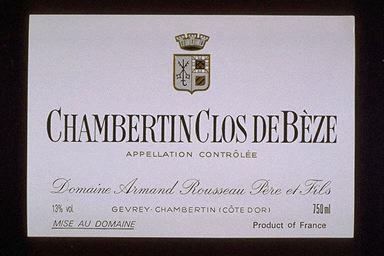 CHAMBERTIN CLOS DE BÈZE
APPELLATION CONTRÔLÉE
Domaine Armand Rousseau Père et Fils
13% vol. GEVREY-CHAMBERTIN (CÔTE D'OR) 750 ml
MISE AU DOMAINE Product of France